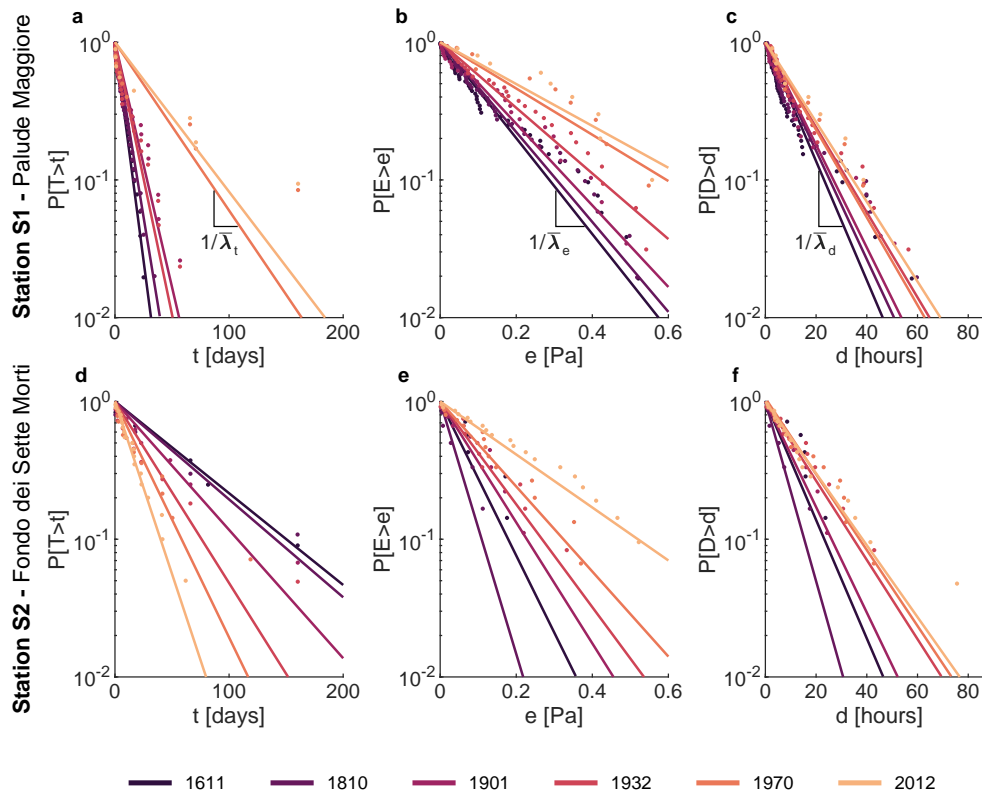 Station S1 - Palude Maggiore
a
b
c
P[T>t]
10^0
10^-1
10^-2
1/λ̅_t
0 100 200
t [days]
P[E>e]
10^0
10^-1
10^-2
1/λ̅_e
0 0.2 0.4 0.6
e [Pa]
P[D>d]
10^0
10^-1
10^-2
1/λ̅_d
0 20 40 60 80
d [hours]
Station S2 - Fondo dei Sette Morti
d
e
f
P[T>t]
10^0
10^-1
10^-2
0 100 200
t [days]
P[E>e]
10^0
10^-1
10^-2
0 0.2 0.4 0.6
e [Pa]
P[D>d]
10^0
10^-1
10^-2
0 20 40 60 80
d [hours]
1611 1810 1901 1932 1970 2012